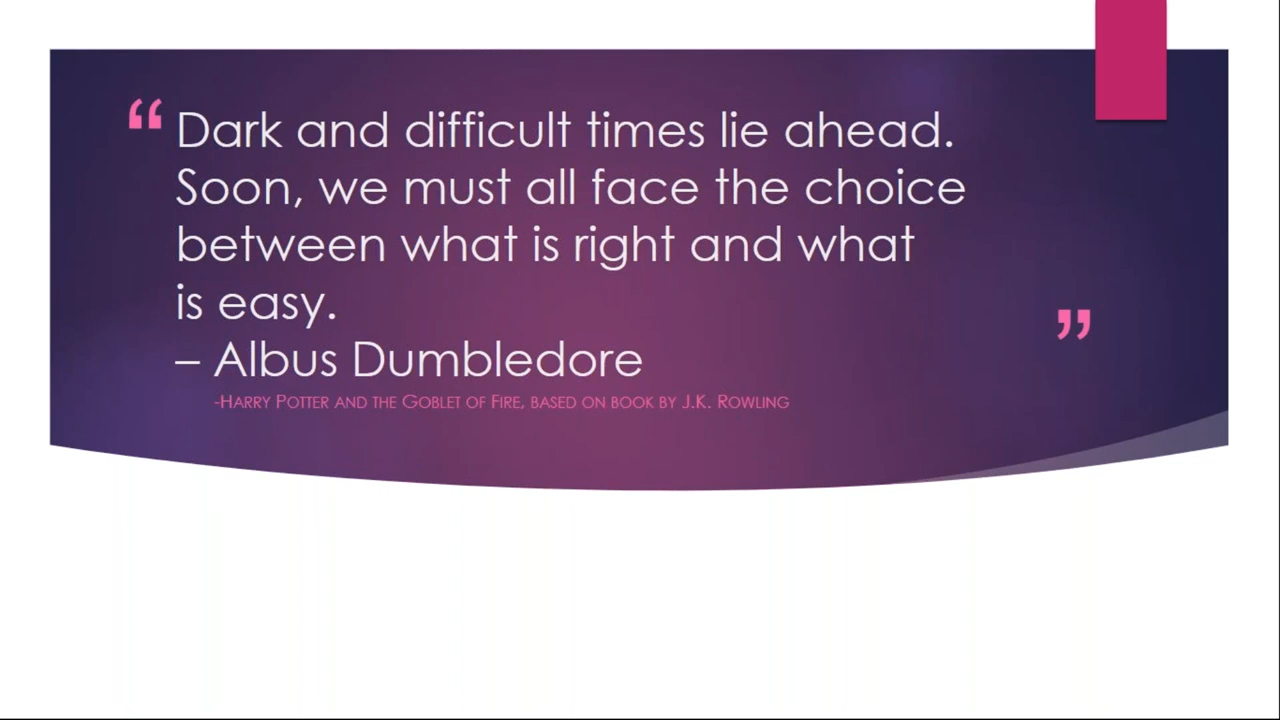 “ Dark and difficult times lie ahead.
Soon, we must all face the choice
between what is right and what
is easy.
”
– Albus Dumbledore
-Harry Potter and the Goblet of Fire, based on book by J.K. Rowling